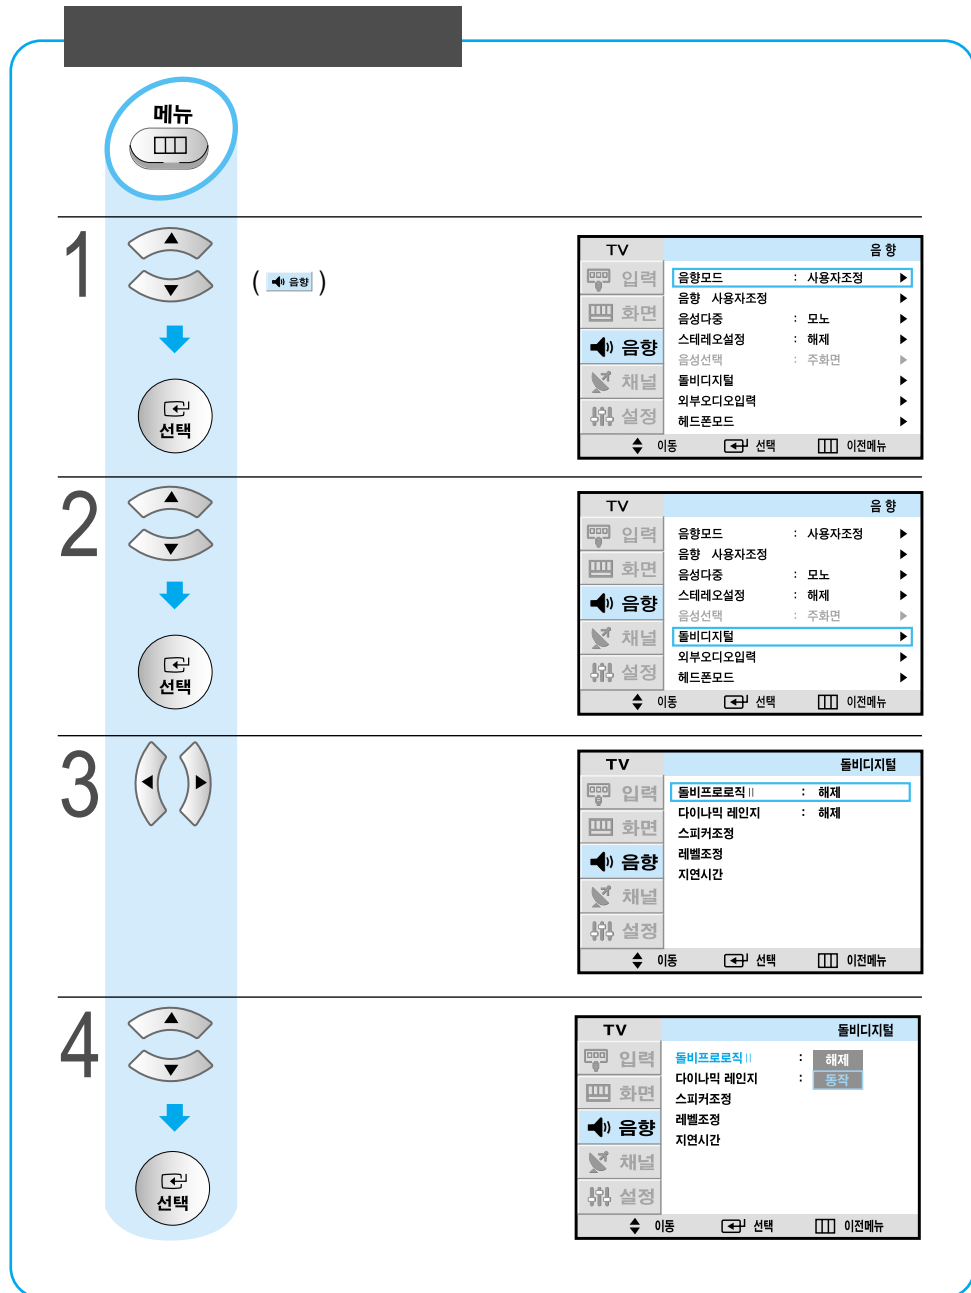 메뉴
1
( 음향 )
선택
TV 음 향
입력
화면
음향
채널
설정
음향모드 : 사용자조정
음향 사용자조정
음성다중 : 모노
스테레오설정 : 해제
음성선택 : 주화면
돌비디지털
외부오디오입력
헤드폰모드
이동 선택 이전메뉴
2
선택
TV 음 향
입력
화면
음향
채널
설정
음향모드 : 사용자조정
음향 사용자조정
음성다중 : 모노
스테레오설정 : 해제
음성선택 : 주화면
돌비디지털
외부오디오입력
헤드폰모드
이동 선택 이전메뉴
3
TV 돌비디지털
입력
화면
음향
채널
설정
돌비프로로직 II : 해제
다이나믹 레인지 : 해제
스피커조정
레벨조정
지연시간
이동 선택 이전메뉴
4
선택
TV 돌비디지털
입력
화면
음향
채널
설정
돌비프로로직 II : 해제
다이나믹 레인지 : 동작
스피커조정
레벨조정
지연시간
이동 선택 이전메뉴